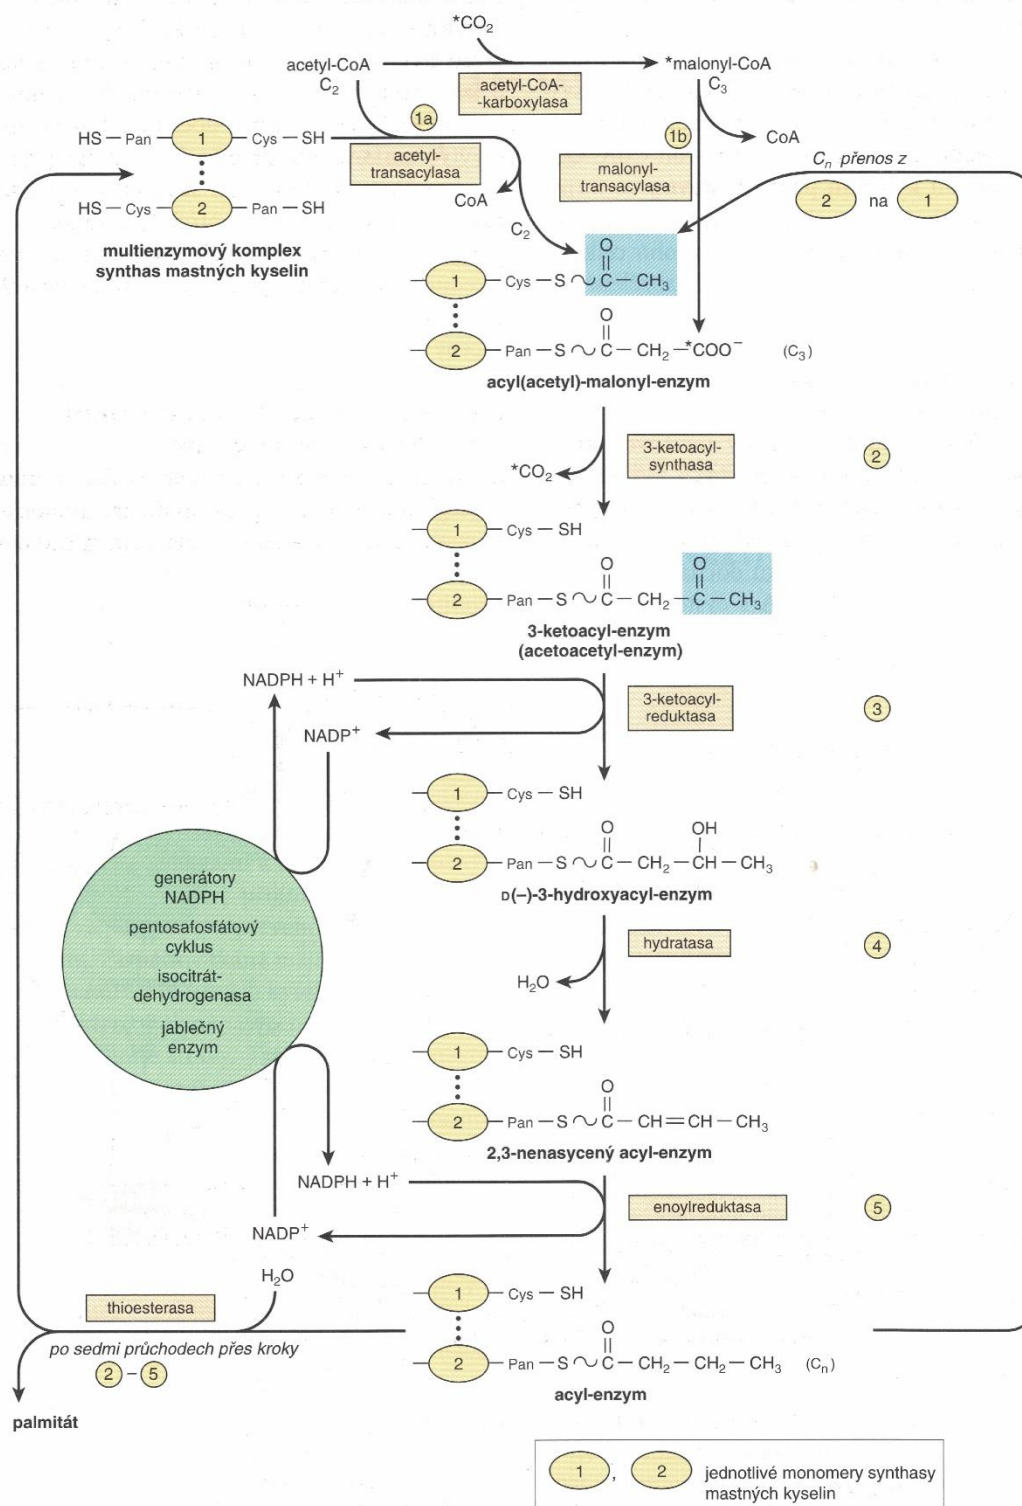 *CO₂
acetyl-CoA
C₂
acetyl-CoA-
-karboxylasa
*malonyl-CoA
C₃
1a
1b
CoA
HS – Pan – 1 – Cys – SH
HS – Cys – 2 – Pan – SH
multienzymový komplex
synthas mastných kyselin
acetyl-
transacylasa
CoA
C₂
malonyl-
transacylasa
Cₙ přenos z
2 na 1
O
1 – Cys – S ~ C – CH₃
O
2 – Pan – S ~ C – CH₂ – *COO⁻ (C₃)
acyl(acetyl)-malonyl-enzym
3-ketoacyl-
synthasa
2
*CO₂
1 – Cys – SH
O O
2 – Pan – S ~ C – CH₂ – C – CH₃
3-ketoacyl-enzym
(acetoacetyl-enzym)
NADPH + H⁺
3-ketoacyl-
reduktasa
3
NADP⁺
1 – Cys – SH
O OH
2 – Pan – S ~ C – CH₂ – CH – CH₃
D(–)-3-hydroxyacyl-enzym
generátory
NADPH
pentosafosfátový
cyklus
isocitrát-
dehydrogenasa
jablečný
enzym
hydratasa
4
H₂O
1 – Cys – SH
O
2 – Pan – S ~ C – CH = CH – CH₃
2,3-nenasycený acyl-enzym
NADPH + H⁺
enoylreduktasa
5
NADP⁺
H₂O
thioesterasa
po sedmi průchodech přes kroky
2 – 5
palmitát
1 – Cys – SH
O
2 – Pan – S ~ C – CH₂ – CH₂ – CH₃ (Cₙ)
acyl-enzym
1 , 2 jednotlivé monomery synthasy
mastných kyselin